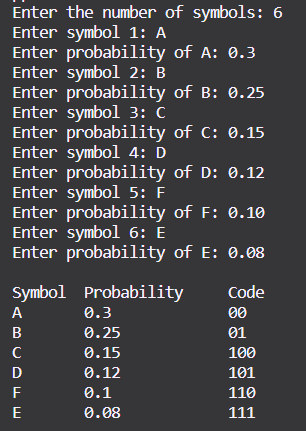 Enter the number of symbols: 6
Enter symbol 1: A
Enter probability of A: 0.3
Enter symbol 2: B
Enter probability of B: 0.25
Enter symbol 3: C
Enter probability of C: 0.15
Enter symbol 4: D
Enter probability of D: 0.12
Enter symbol 5: F
Enter probability of F: 0.10
Enter symbol 6: E
Enter probability of E: 0.08

Symbol  Probability     Code
A       0.3             00
B       0.25            01
C       0.15            100
D       0.12            101
F       0.1             110
E       0.08            111